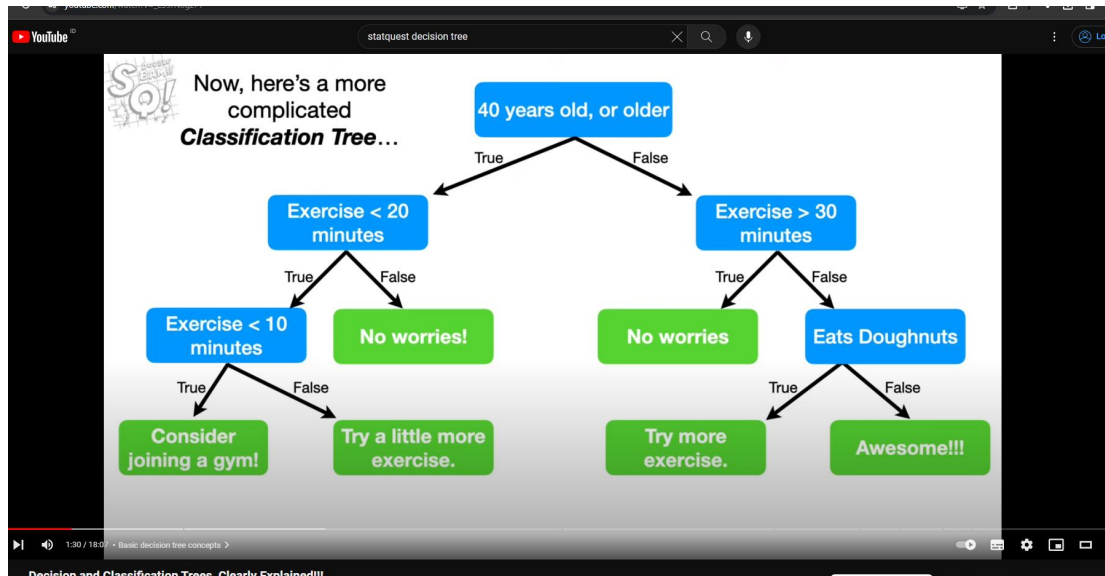 YouTube ID
statquest decision tree
Now, here's a more
complicated
Classification Tree...
40 years old, or older
True
False
Exercise < 20
minutes
Exercise > 30
minutes
True
False
True
False
Exercise < 10
minutes
No worries!
No worries
Eats Doughnuts
True
False
True
False
Consider
joining a gym!
Try a little more
exercise.
Try more
exercise.
Awesome!!!
1:30 / 18:07 • Basic decision tree concepts >
Decision and Classification Trees, Clearly Explained!!!